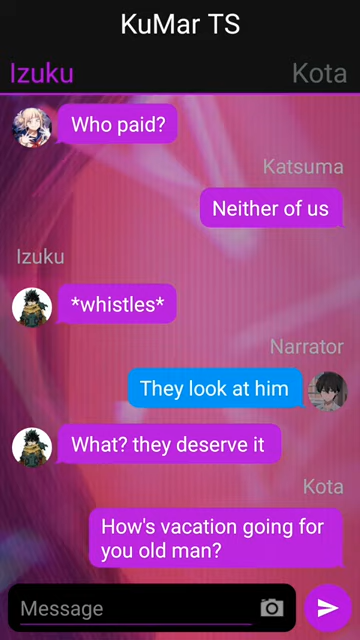 KuMar TS
Izuku
Kota
Who paid?
Katsuma
Neither of us
Izuku
*whistles*
Narrator
They look at him
What? they deserve it
Kota
How's vacation going for
you old man?
Message